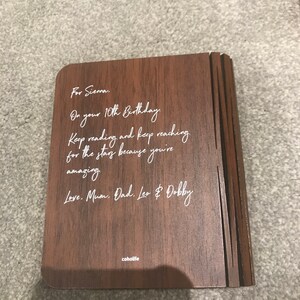 For Sienna.
On your 10th Birthday
Keep reading and keep reaching
for the stars because you're
amazing.
Love, Mum, Dad, Leo & Dobby
coholife